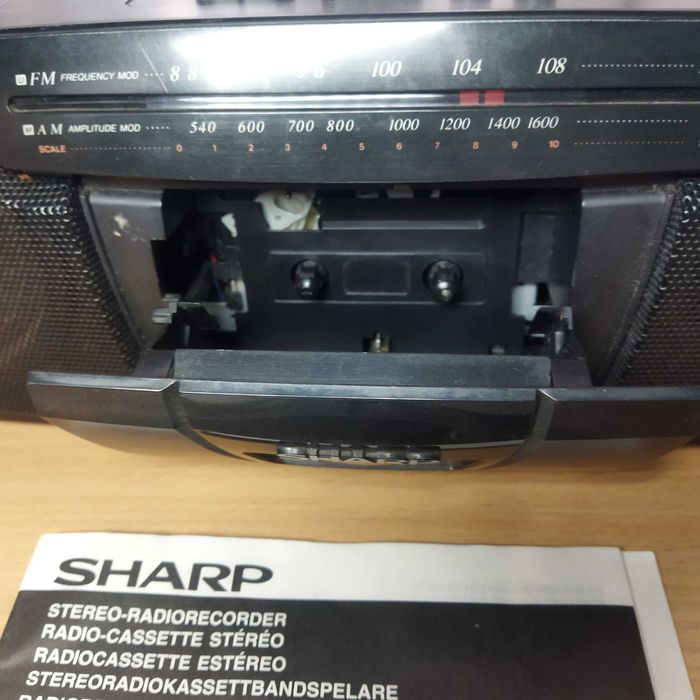 U FM FREQUENCY MOD 88 96 100 104 108
M AM AMPLITUDE MOD 540 600 700 800 1000 1200 1400 1600
SCALE 0 1 2 3 4 5 6 7 8 9 10
SHARP
SHARP
STEREO-RADIORECORDER
RADIO-CASSETTE STÉRÉO
RADIOCASSETTE ESTÉREO
STEREORADIOKASSETTBANDSPELARE